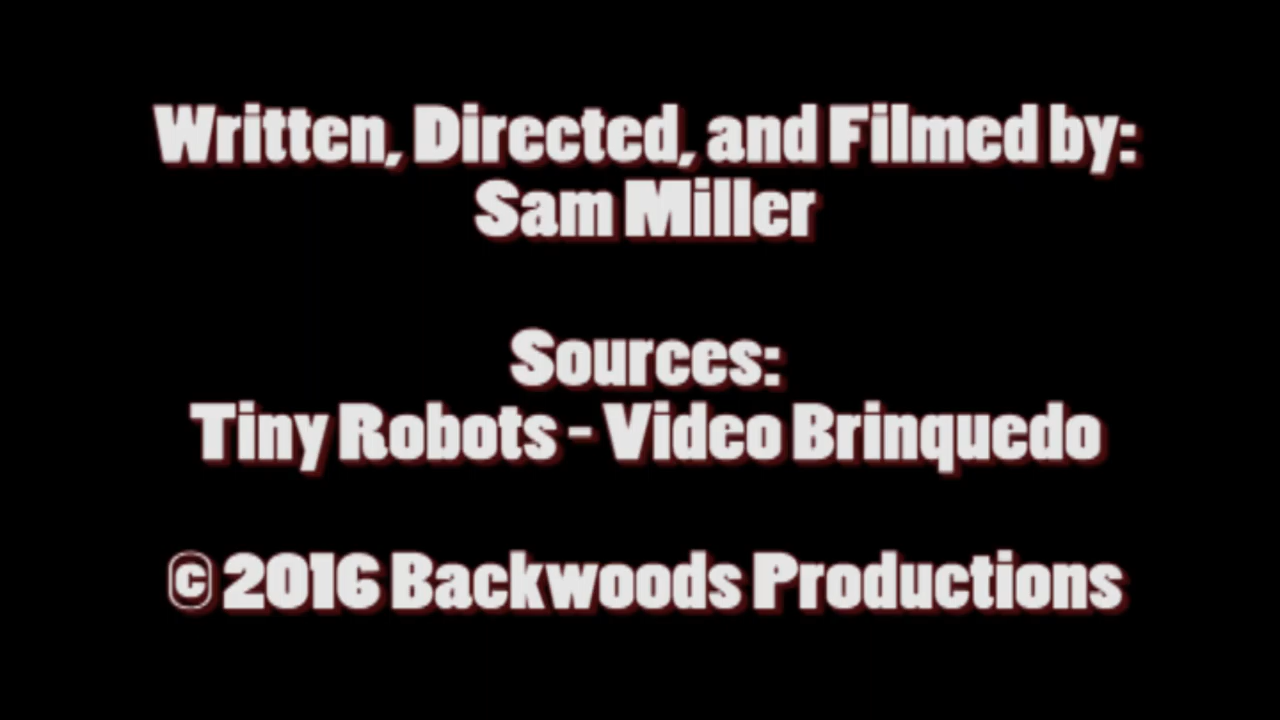 Written, Directed, and Filmed by:
Sam Miller
Sources:
Tiny Robots - Video Brinquedo
© 2016 Backwoods Productions